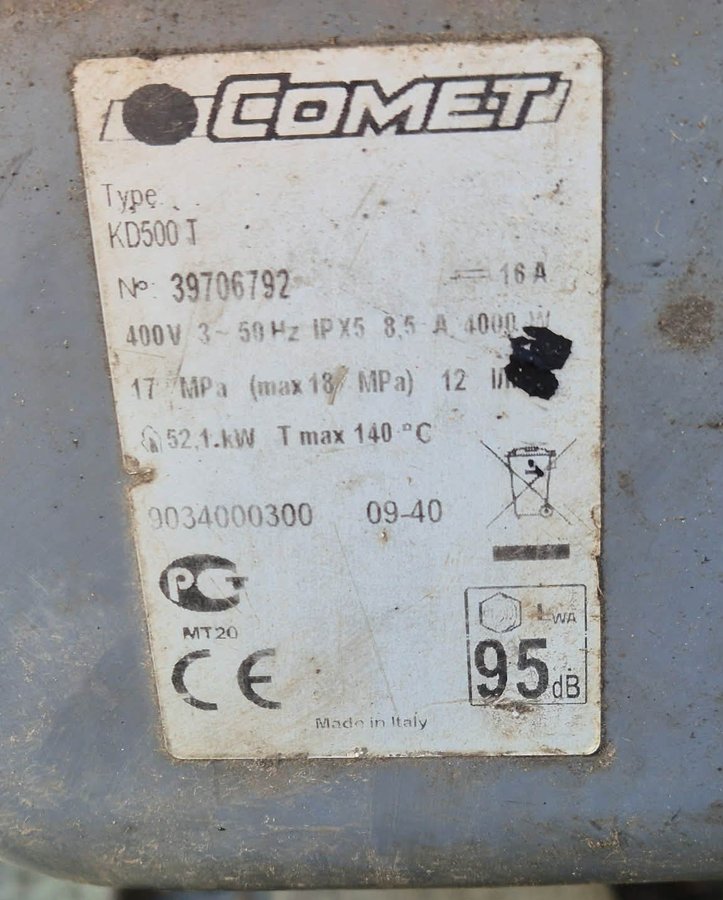 COMET
Type
KD500 T
Nº: 39706792 16 A
400V 3~ 50 Hz IPX5 8,5 A 4000 W
17 MPa (max 18 MPa) 12
52,1 kW T max 140 °C
9034000300 09-40
PCT
MT20
CE
LWA
95 dB
Made in Italy